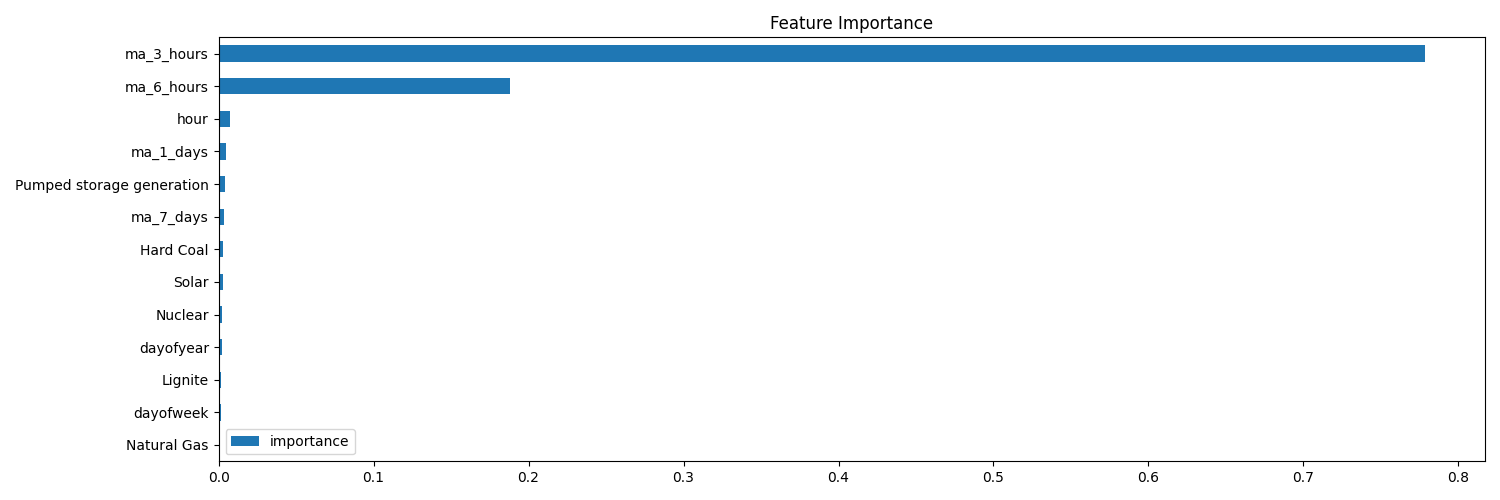 Feature Importance
ma_3_hours
ma_6_hours
hour
ma_1_days
Pumped storage generation
ma_7_days
Hard Coal
Solar
Nuclear
dayofyear
Lignite
dayofweek
Natural Gas
importance
0.0 0.1 0.2 0.3 0.4 0.5 0.6 0.7 0.8